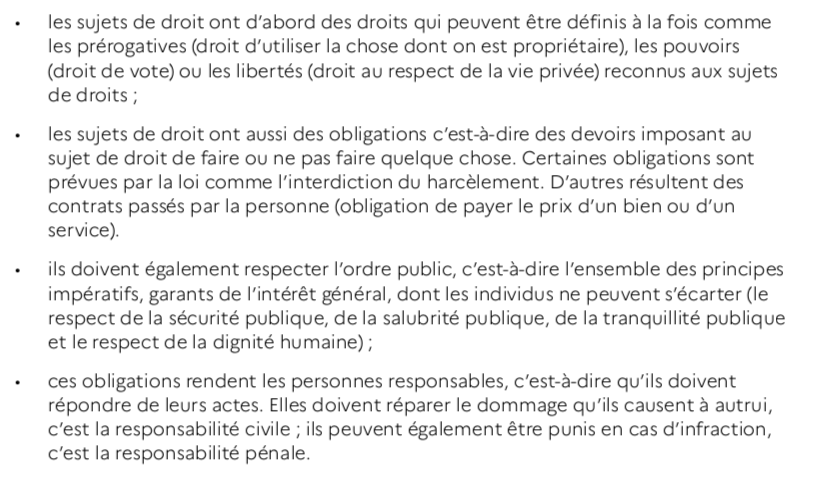 • les sujets de droit ont d’abord des droits qui peuvent être définis à la fois comme
les prérogatives (droit d’utiliser la chose dont on est propriétaire), les pouvoirs
(droit de vote) ou les libertés (droit au respect de la vie privée) reconnus aux sujets
de droits ;
• les sujets de droit ont aussi des obligations c’est-à-dire des devoirs imposant au
sujet de droit de faire ou ne pas faire quelque chose. Certaines obligations sont
prévues par la loi comme l’interdiction du harcèlement. D’autres résultent des
contrats passés par la personne (obligation de payer le prix d’un bien ou d’un
service).
• ils doivent également respecter l’ordre public, c’est-à-dire l’ensemble des principes
impératifs, garants de l’intérêt général, dont les individus ne peuvent s’écarter (le
respect de la sécurité publique, de la salubrité publique, de la tranquillité publique
et le respect de la dignité humaine) ;
• ces obligations rendent les personnes responsables, c’est-à-dire qu’ils doivent
répondre de leurs actes. Elles doivent réparer le dommage qu’ils causent à autrui,
c’est la responsabilité civile ; ils peuvent également être punis en cas d’infraction,
c’est la responsabilité pénale.